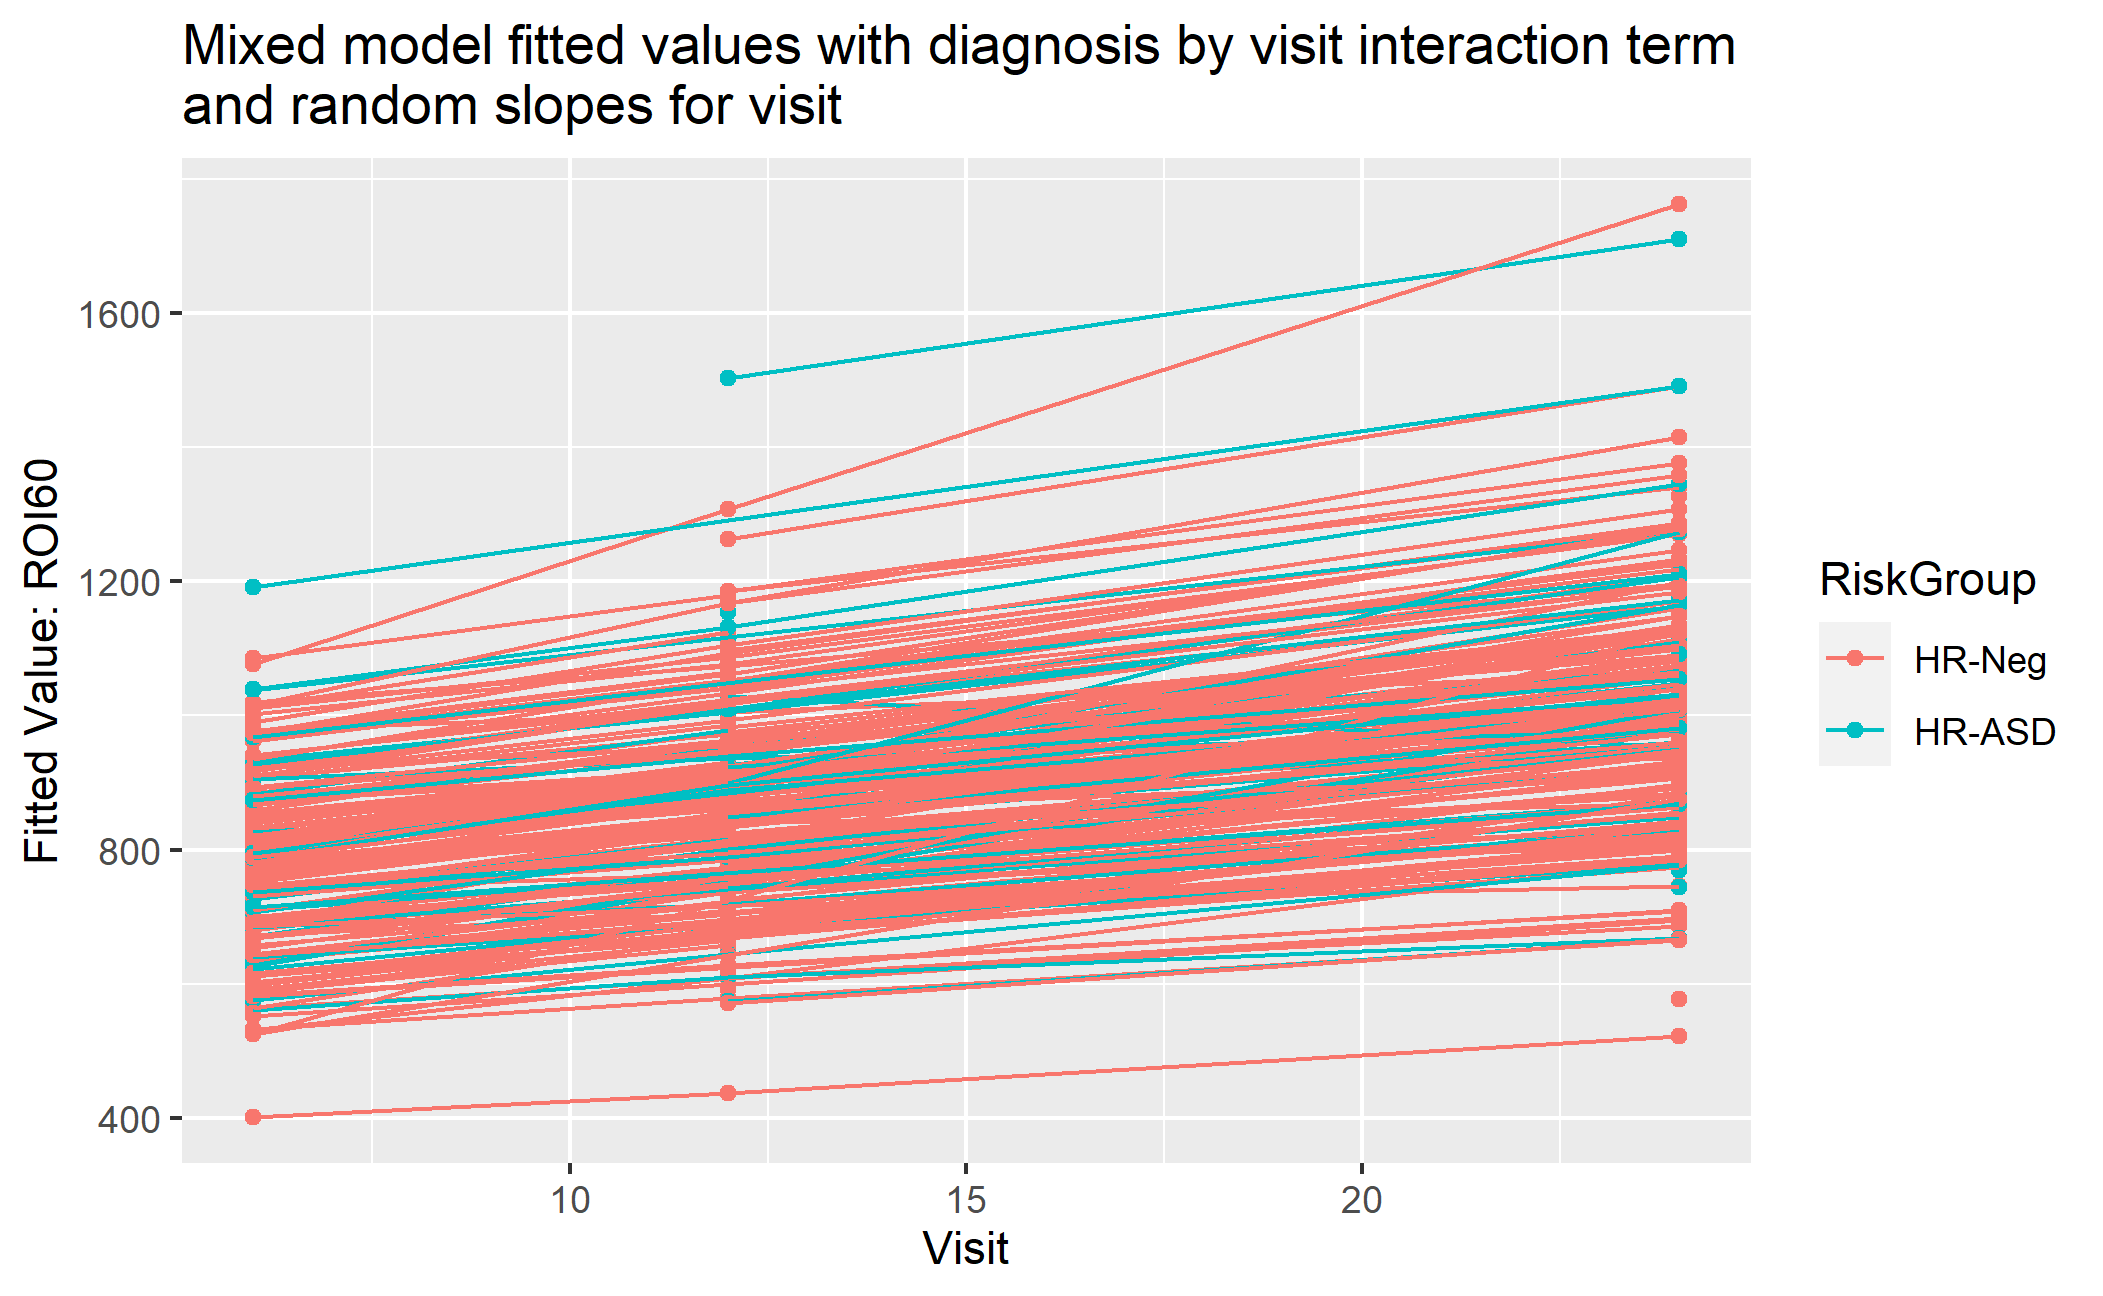 Mixed model fitted values with diagnosis by visit interaction term
and random slopes for visit
Fitted Value: ROI60
1600
1200
800
400
10
15
20
Visit
RiskGroup
HR-Neg
HR-ASD